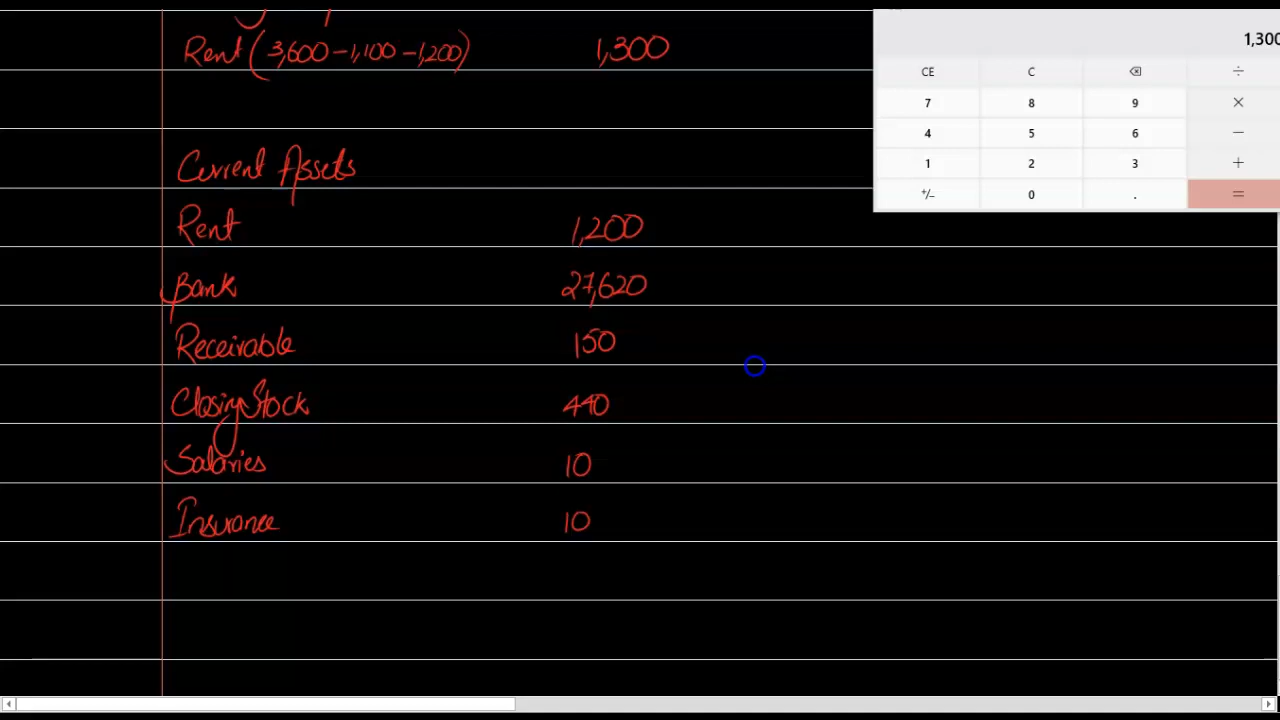 Rent (3,600 - 1,100 - 1,200) 1,300
Current Assets
Rent 1,200
Bank 27,620
Receivable 150
Closing Stock 440
Salaries 10
Insurance 10
1,300
CE C ⌫ ÷
7 8 9 ×
4 5 6 −
1 2 3 +
+/− 0 . =